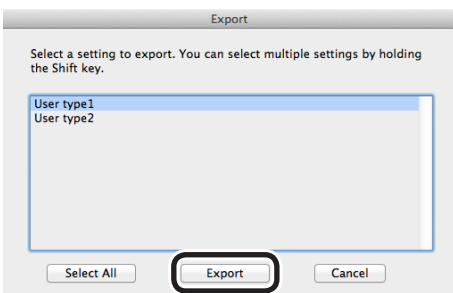 Export
Select a setting to export. You can select multiple settings by holding
the Shift key.
User type1
User type2
Select All Export Cancel